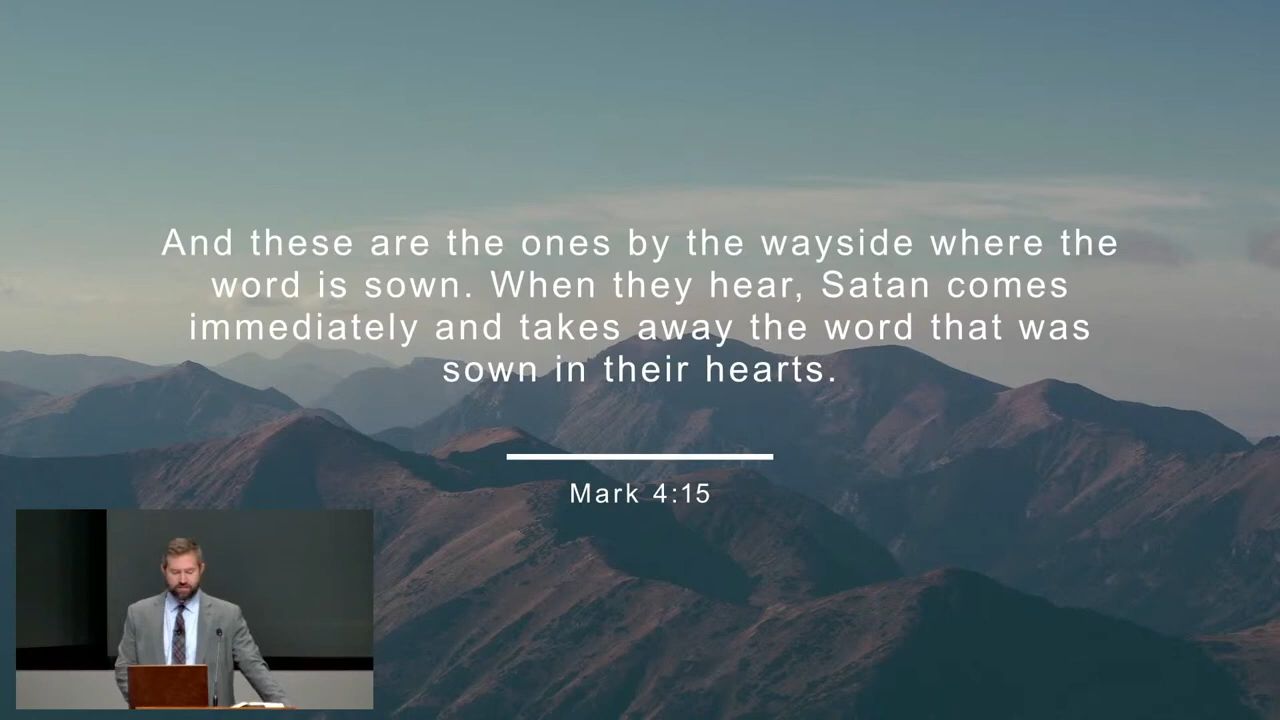 And these are the ones by the wayside where the
word is sown. When they hear, Satan comes
immediately and takes away the word that was
sown in their hearts.
Mark 4:15